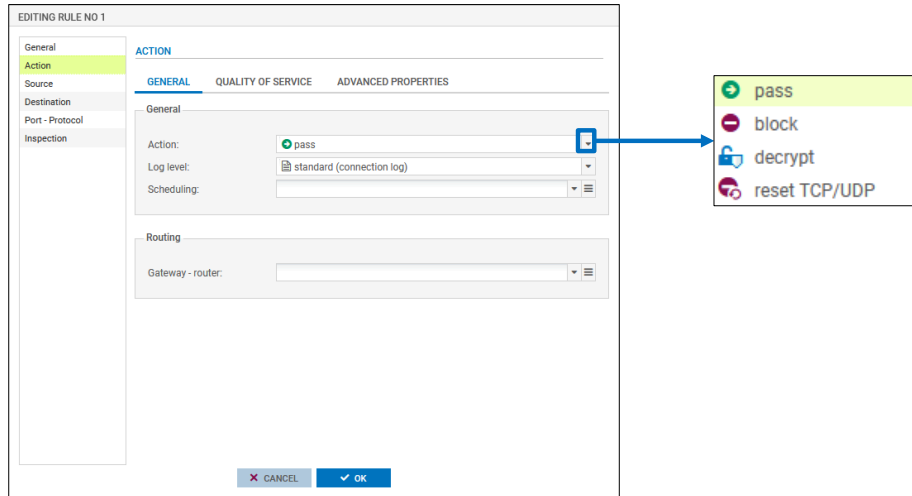 EDITING RULE NO 1
General
Action
Source
Destination
Port - Protocol
Inspection
ACTION
GENERAL QUALITY OF SERVICE ADVANCED PROPERTIES
General
Action: pass
Log level: standard (connection log)
Scheduling:
Routing
Gateway - router:
CANCEL OK
pass
block
decrypt
reset TCP/UDP